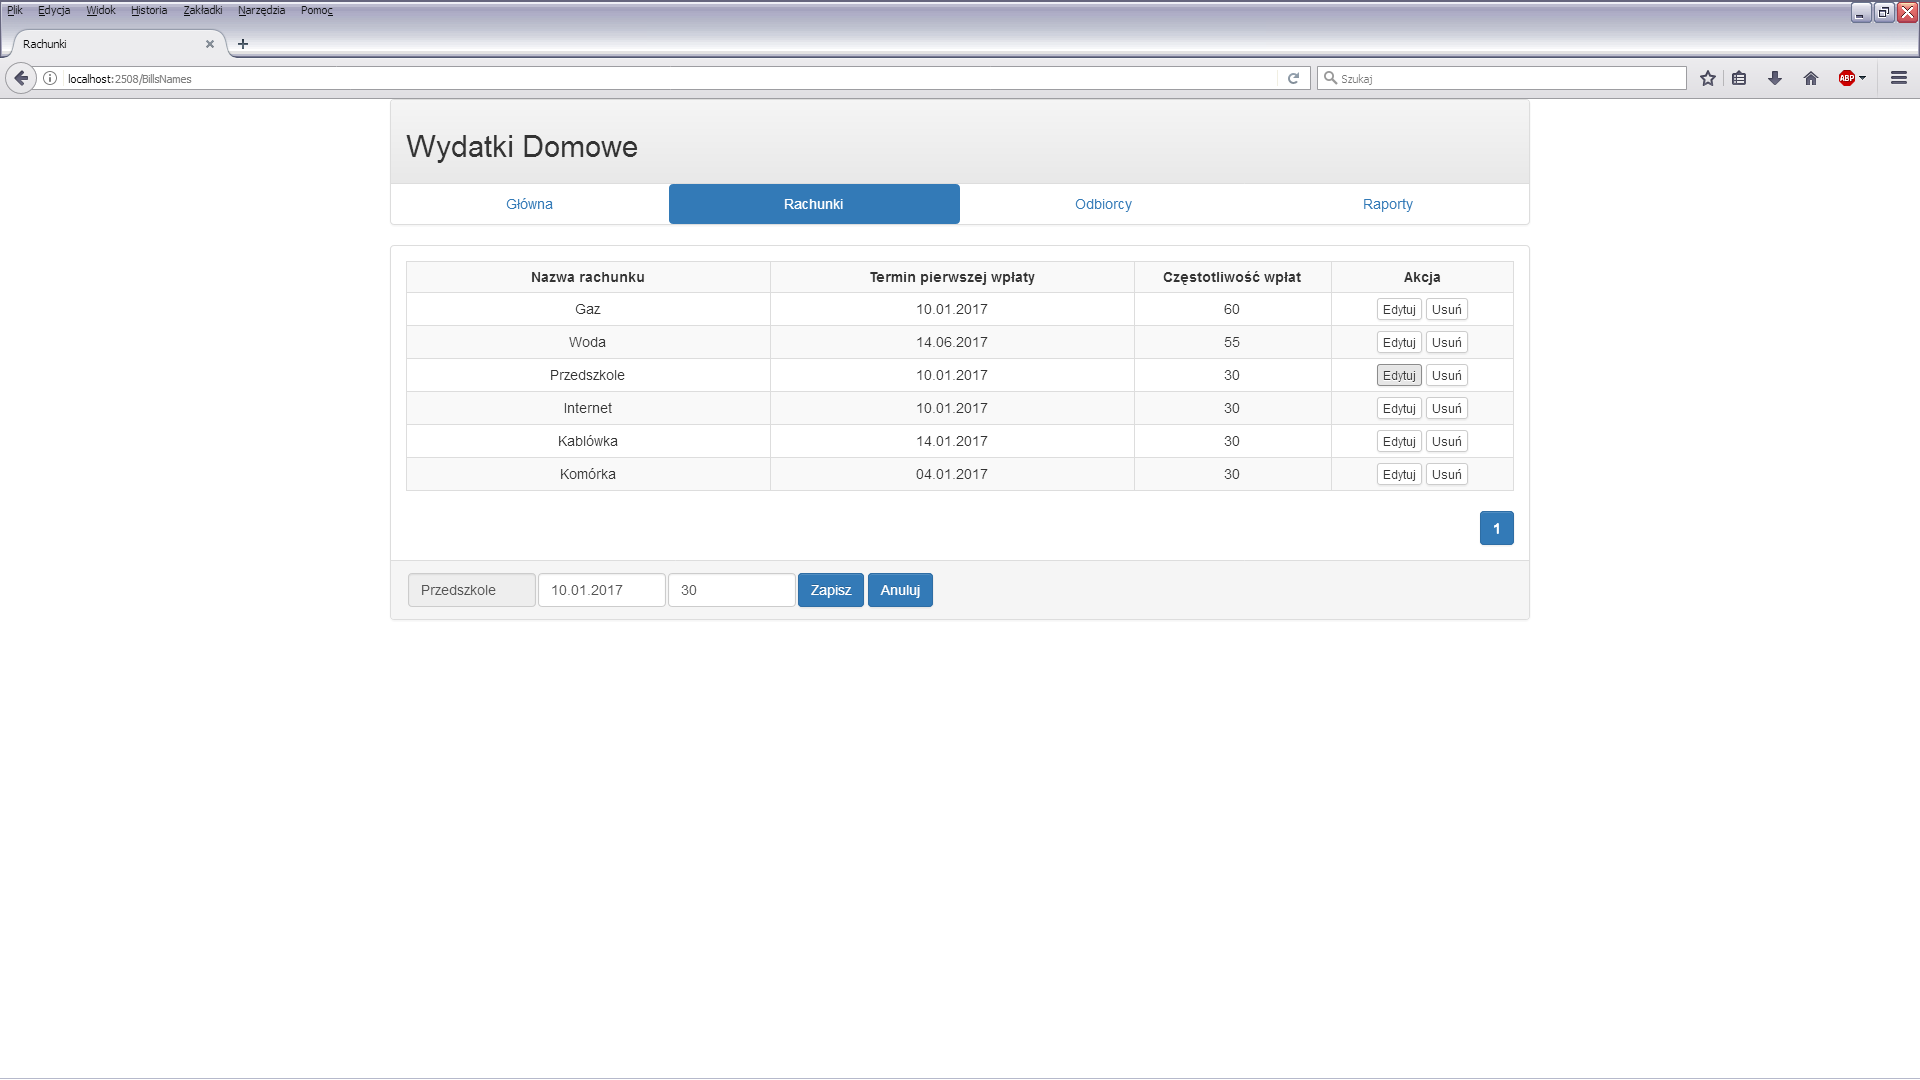 Plik Edycja Widok Historia Zakładki Narzędzia Pomoc
Rachunki
localhost:2508/BillsNames
Szukaj
ABP
Wydatki Domowe
Główna Rachunki Odbiorcy Raporty
Nazwa rachunku Termin pierwszej wpłaty Częstotliwość wpłat Akcja
Gaz 10.01.2017 60 Edytuj Usuń
Woda 14.06.2017 55 Edytuj Usuń
Przedszkole 10.01.2017 30 Edytuj Usuń
Internet 10.01.2017 30 Edytuj Usuń
Kablówka 14.01.2017 30 Edytuj Usuń
Komórka 04.01.2017 30 Edytuj Usuń
1
Przedszkole 10.01.2017 30 Zapisz Anuluj